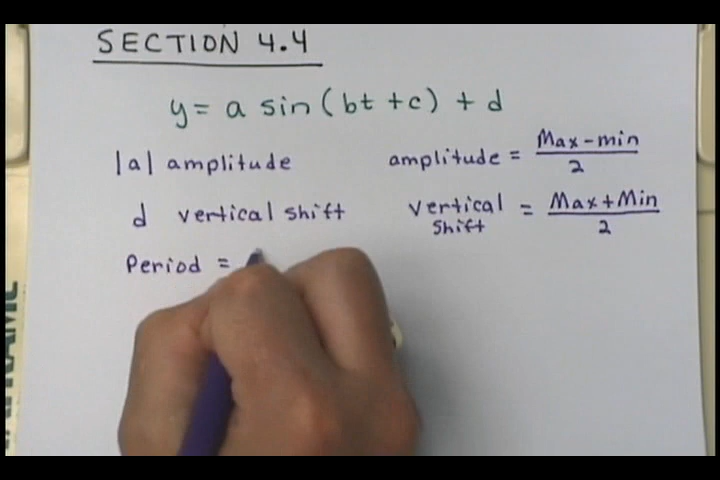 SECTION 4.4
y = a sin(bt + c) + d
|a| amplitude
amplitude = Max - min / 2
d vertical shift
vertical shift = Max + Min / 2
Period =